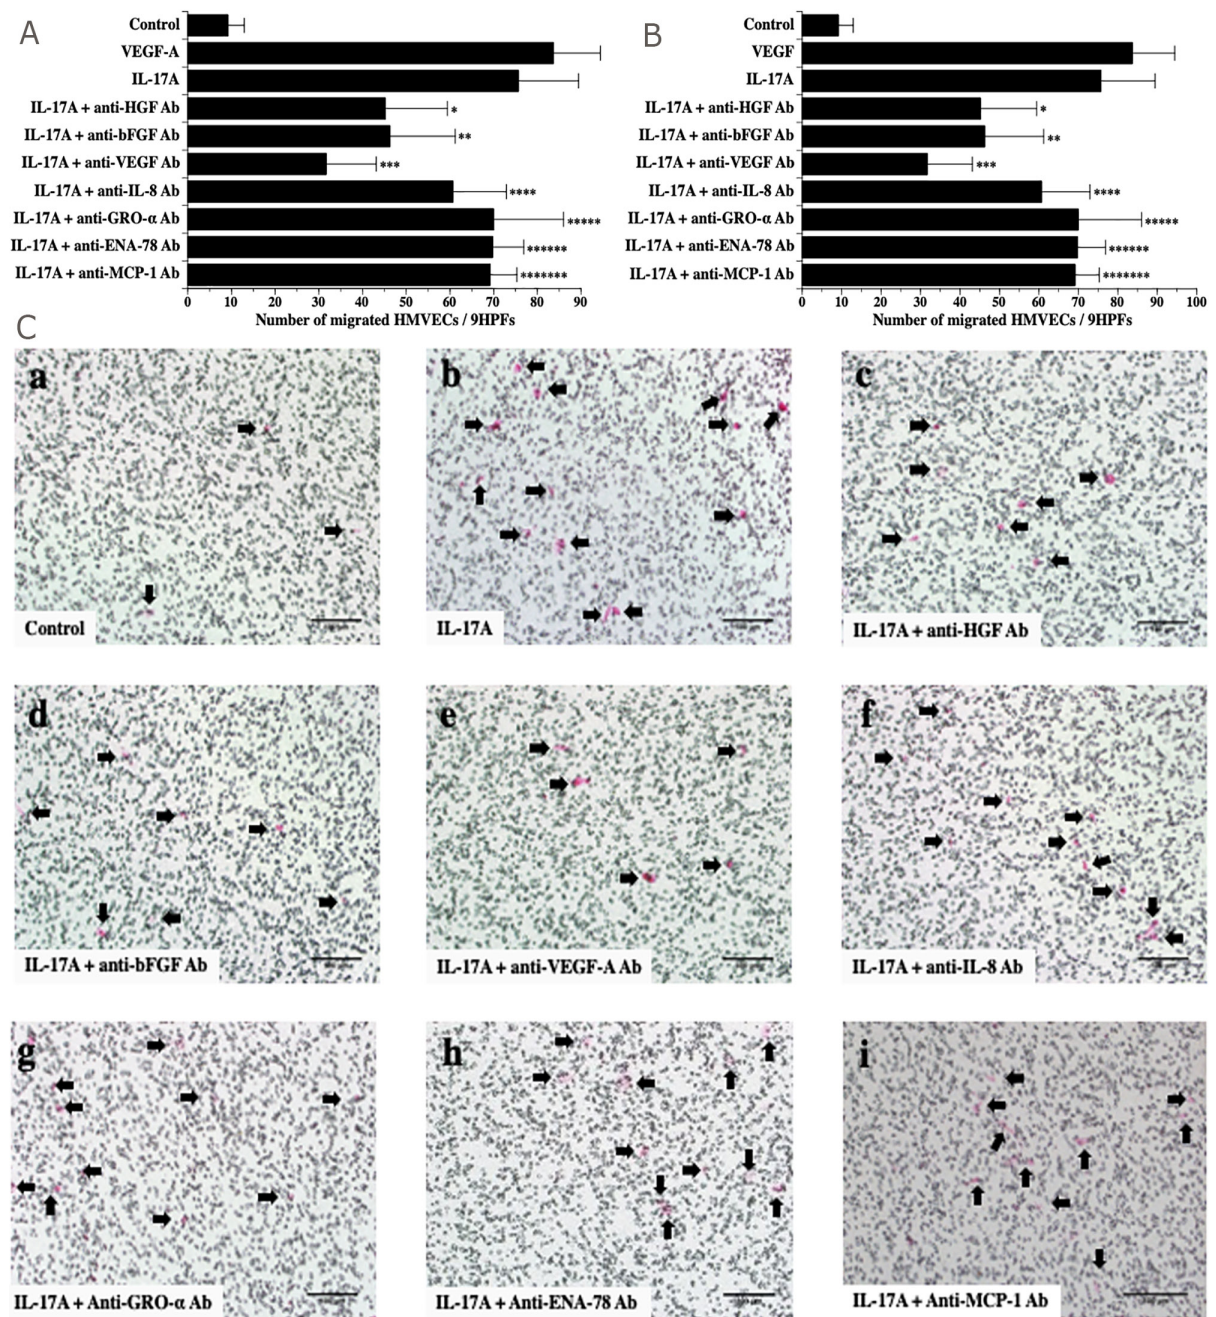 A
Control
VEGF-A
IL-17A
IL-17A + anti-HGF Ab
*
IL-17A + anti-bFGF Ab
**
IL-17A + anti-VEGF Ab
***
IL-17A + anti-IL-8 Ab
****
IL-17A + anti-GRO-α Ab
*****
IL-17A + anti-ENA-78 Ab
******
IL-17A + anti-MCP-1 Ab
*******
0 10 20 30 40 50 60 70 80 90
Number of migrated HMVECs / 9HPFs
B
Control
VEGF
IL-17A
IL-17A + anti-HGF Ab
*
IL-17A + anti-bFGF Ab
**
IL-17A + anti-VEGF Ab
***
IL-17A + anti-IL-8 Ab
****
IL-17A + anti-GRO-α Ab
*****
IL-17A + anti-ENA-78 Ab
******
IL-17A + anti-MCP-1 Ab
*******
0 10 20 30 40 50 60 70 80 90 100
Number of migrated HMVECs / 9HPFs
C
a
Control
b
IL-17A
c
IL-17A + anti-HGF Ab
d
IL-17A + anti-bFGF Ab
e
IL-17A + anti-VEGF-A Ab
f
IL-17A + anti-IL-8 Ab
g
IL-17A + Anti-GRO-α Ab
h
IL-17A + Anti-ENA-78 Ab
i
IL-17A + Anti-MCP-1 Ab